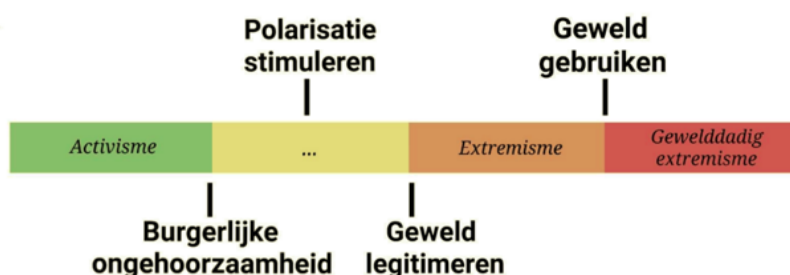 Polarisatie
stimuleren
Geweld
gebruiken
Activisme
...
Extremisme
Gewelddadig
extremisme
Burgerlijke
ongehoorzaamheid
Geweld
legitimeren